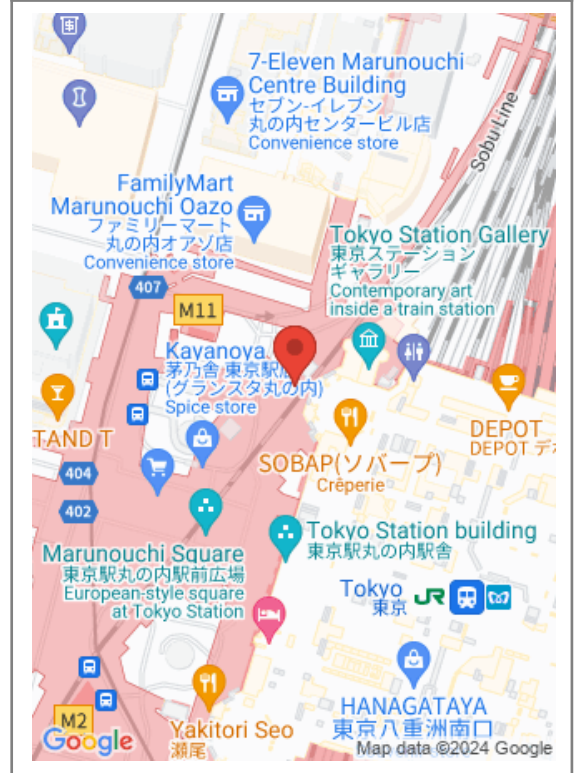 7-Eleven Marunouchi
Centre Building
セブン-イレブン
丸の内センタービル店
Convenience store
Sobu Line
FamilyMart
Marunouchi Oazo
ファミリーマート
丸の内オアゾ店
Convenience store
Tokyo Station Gallery
東京ステーション
ギャラリー
Contemporary art
inside a train station
407
M11
Kayanoya
茅乃舎 東京駅店
(グランスタ丸の内)
Spice store
TAND T
DEPOT
DEPOT デ
SOBAP(ソバープ)
Crêperie
404
402
Marunouchi Square
東京駅丸の内駅前広場
European-style square
at Tokyo Station
Tokyo Station building
東京駅丸の内駅舎
Tokyo
東京
JR
HANAGATAYA
東京八重洲南口
M2
Google
Yakitori Seo
瀬尾
Map data ©2024 Google